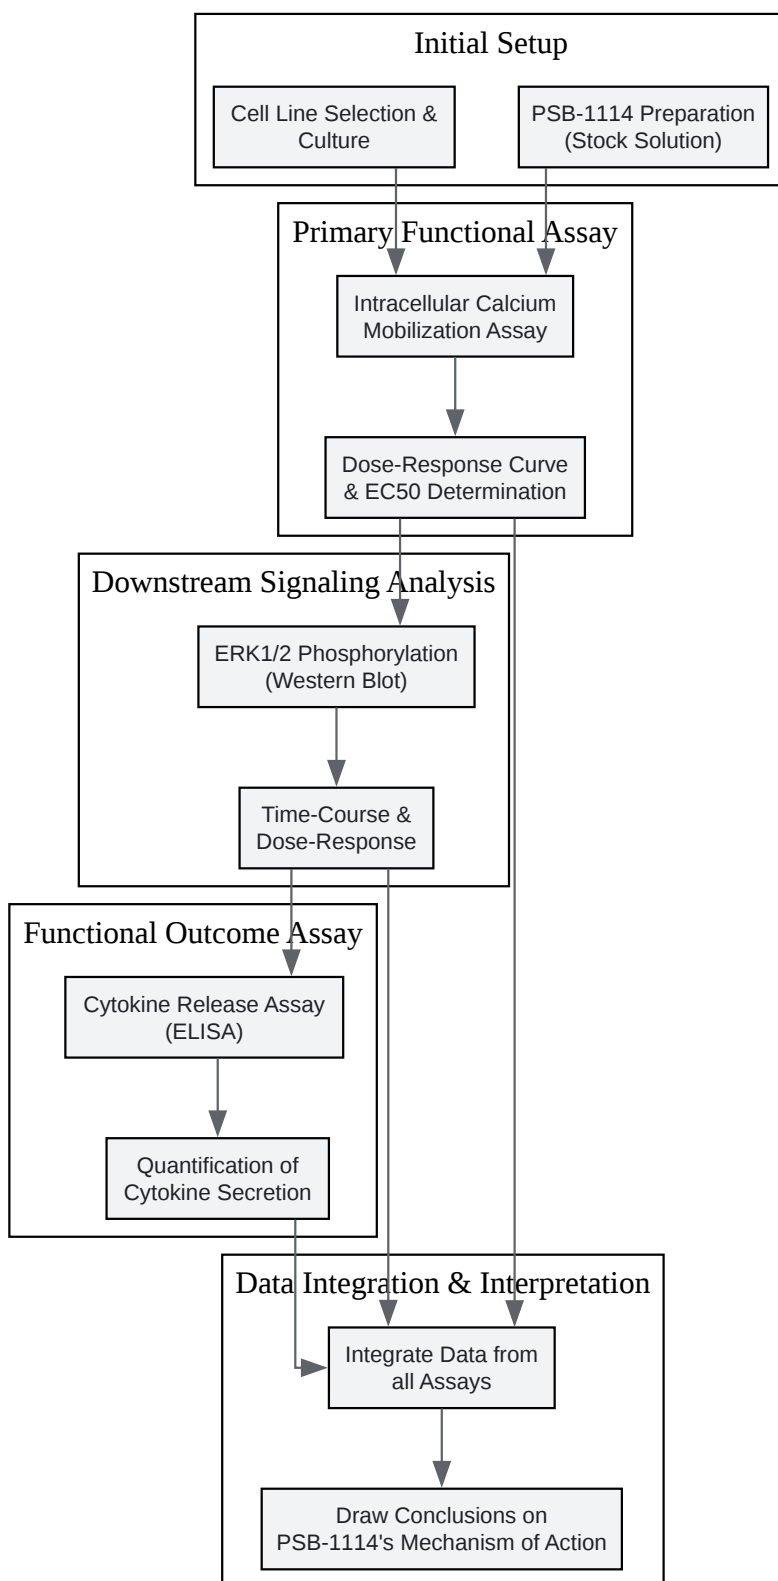 Initial Setup
Cell Line Selection &
Culture
PSB-1114 Preparation
(Stock Solution)
Primary Functional Assay
Intracellular Calcium
Mobilization Assay
Dose-Response Curve
& EC50 Determination
Downstream Signaling Analysis
ERK1/2 Phosphorylation
(Western Blot)
Time-Course &
Dose-Response
Functional Outcome Assay
Cytokine Release Assay
(ELISA)
Quantification of
Cytokine Secretion
Data Integration & Interpretation
Integrate Data from
all Assays
Draw Conclusions on
PSB-1114's Mechanism of Action